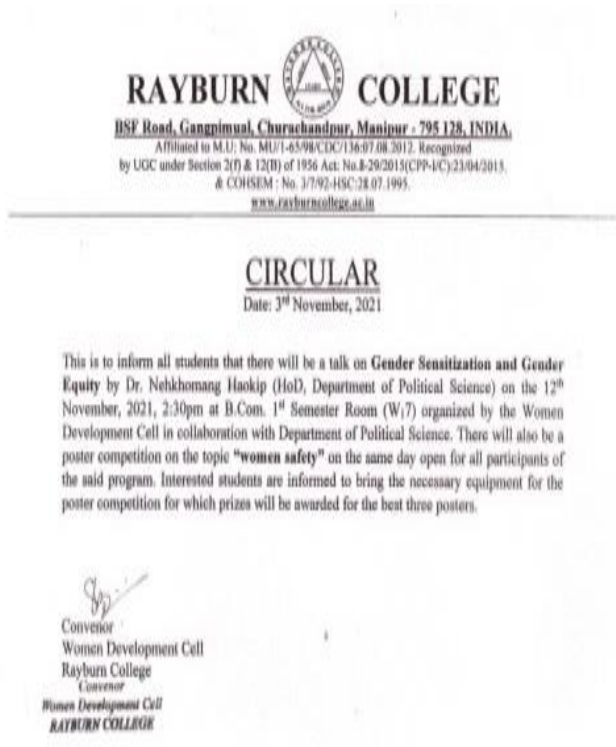 RAYBURN COLLEGE
BSF Road, Gangpimual, Churachandpur, Manipur - 795 128, INDIA.
Affiliated to M.U: No. MU/1-65/98/CDC/136:07.08.2012. Recognized
by UGC under Section 2(f) & 12(B) of 1956 Act: No.8-29/2015(CPP-I/C):23/04/2015.
& COHSEM : No. 3/7/92-HSC:28.07.1995.
www.rayburncollege.ac.in
CIRCULAR
Date: 3rd November, 2021
This is to inform all students that there will be a talk on Gender Sensitization and Gender
Equity by Dr. Nehkhomang Haokip (HoD, Department of Political Science) on the 12th
November, 2021, 2:30pm at B.Com. 1st Semester Room (W17) organized by the Women
Development Cell in collaboration with Department of Political Science. There will also be a
poster competition on the topic "women safety" on the same day open for all participants of
the said program. Interested students are informed to bring the necessary equipment for the
poster competition for which prizes will be awarded for the best three posters.
Convenor
Women Development Cell
Rayburn College
Convenor
Women Development Cell
RAYBURN COLLEGE